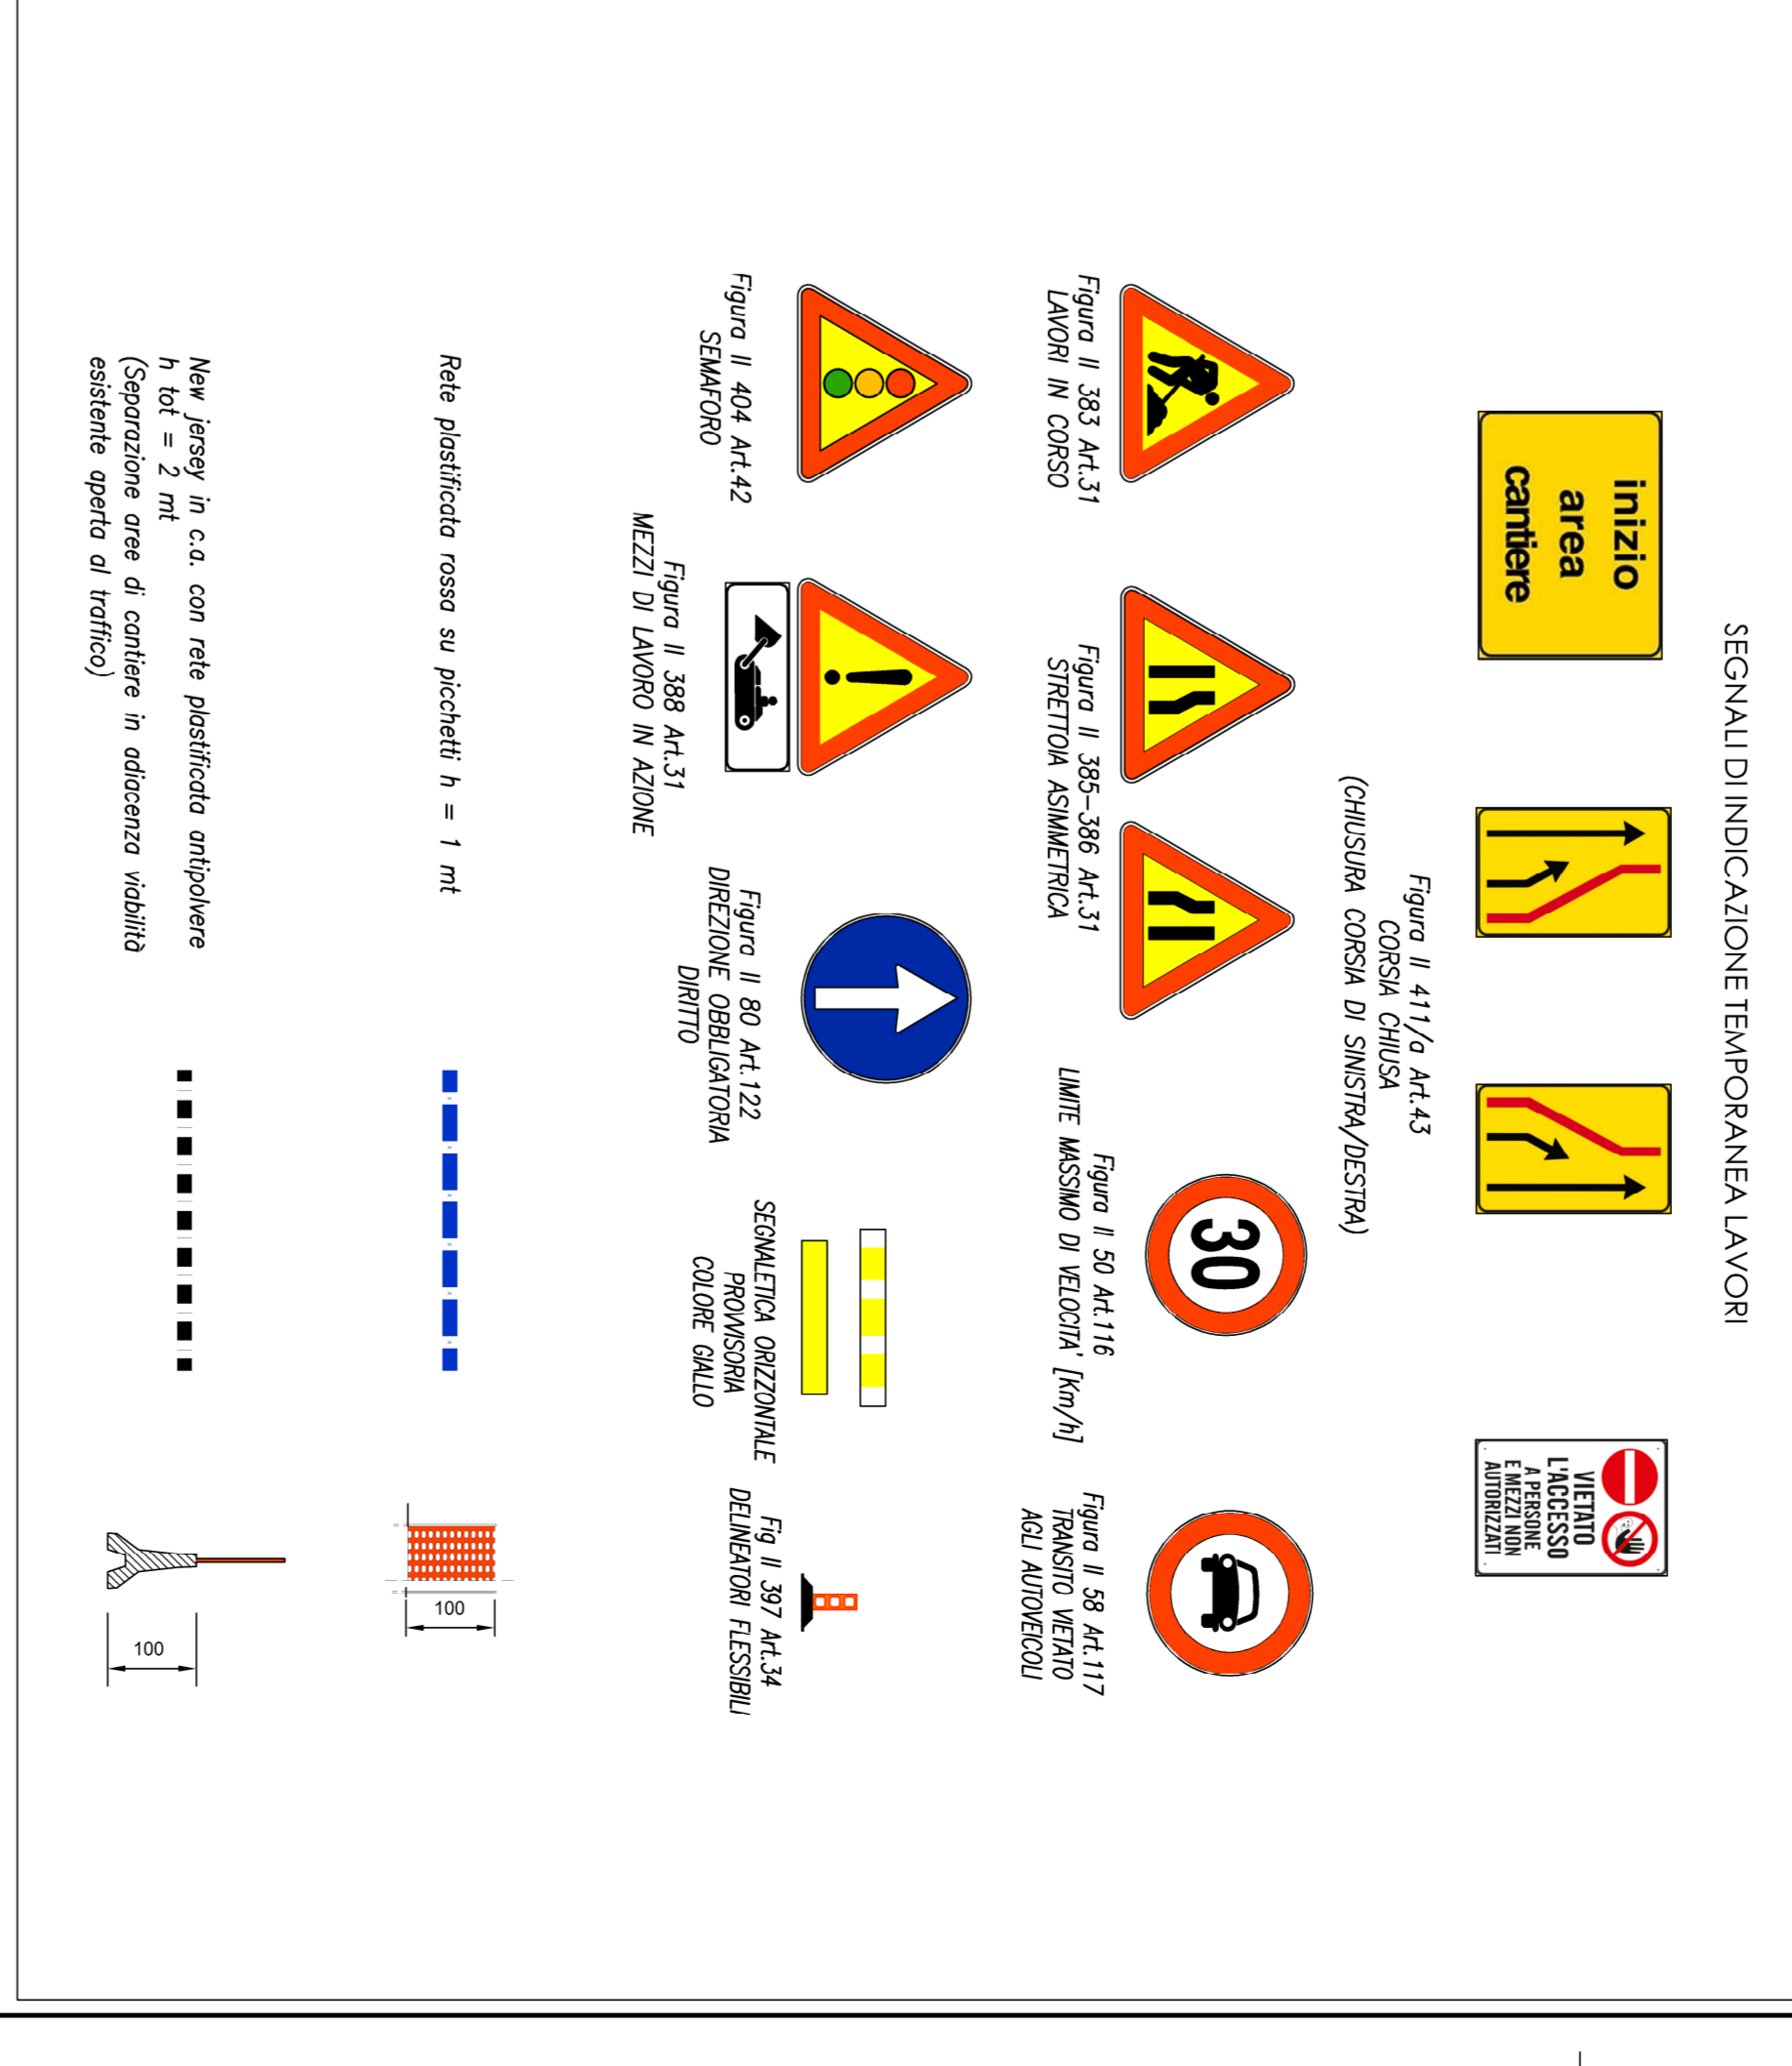 SEGNALI DI INDICAZIONE TEMPORANEA LAVORI
inizio
area
cantiere
VIETATO
L'ACCESSO
A PERSONE
E MEZZI NON
AUTORIZZATI
Figura II 411/a Art.43
CORSIA CHIUSA
(CHIUSURA CORSIA DI SINISTRA/DESTRA)
30
Figura II 383 Art.31
LAVORI IN CORSO
Figura II 385-386 Art.31
STRETTOIA ASIMMETRICA
Figura II 50 Art.116
LIMITE MASSIMO DI VELOCITA' [Km/h]
Figura II 58 Art.117
TRANSITO VIETATO
AGLI AUTOVEICOLI
Figura II 404 Art.42
SEMAFORO
Figura II 388 Art.31
MEZZI DI LAVORO IN AZIONE
Figura II 80 Art.122
DIREZIONE OBBLIGATORIA
DIRITTO
SEGNALETICA ORIZZONTALE
PROVVISORIA
COLORE GIALLO
Fig II 397 Art.34
DELINEATORI FLESSIBILI
Rete plastificata rossa su picchetti h = 1 mt
100
New jersey in c.a. con rete plastificata antipolvere
h tot = 2 mt
(Separazione aree di cantiere in adiacenza viabilità
esistente aperta al traffico)
100